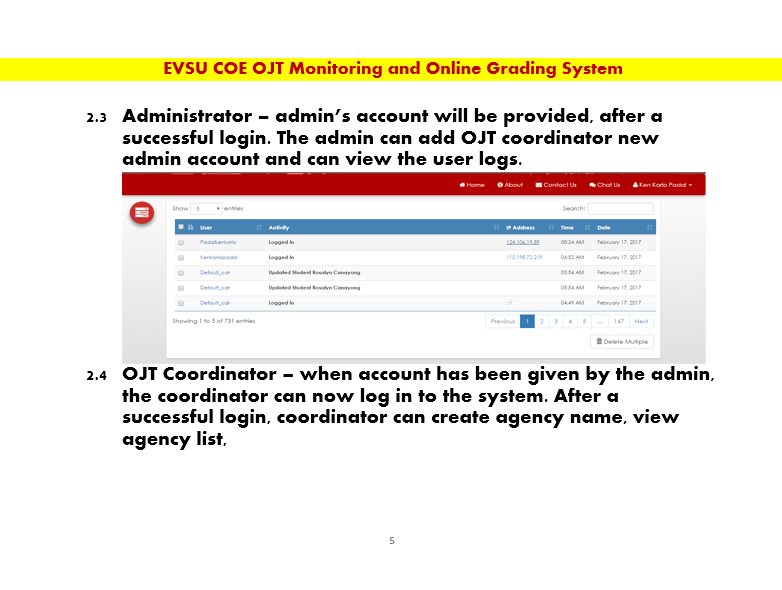 EVSU COE OJT Monitoring and Online Grading System
2.3 Administrator – admin's account will be provided, after a
successful login. The admin can add OJT coordinator new
admin account and can view the user logs.
Home About Contact Us Chat Us Ken Karlo Padal
Show 5 entries Search:
User Activity IP Address Time Date
Padalkenkarlo Logged In 124.106.19.89 08:24 AM February 17, 2017
Kenkarlopadal Logged In 112.198.72.219 06:52 AM February 17, 2017
Default_cdr Updated Student Rosalyn Canayong 05:54 AM February 17, 2017
Default_cdr Updated Student Rosalyn Canayong 05:54 AM February 17, 2017
Default_cdr Logged In ::1 04:49 AM February 17, 2017
Showing 1 to 5 of 731 entries Previous 1 2 3 4 5 ... 147 Next
Delete Multiple
2.4 OJT Coordinator – when account has been given by the admin,
the coordinator can now log in to the system. After a
successful login, coordinator can create agency name, view
agency list,
5